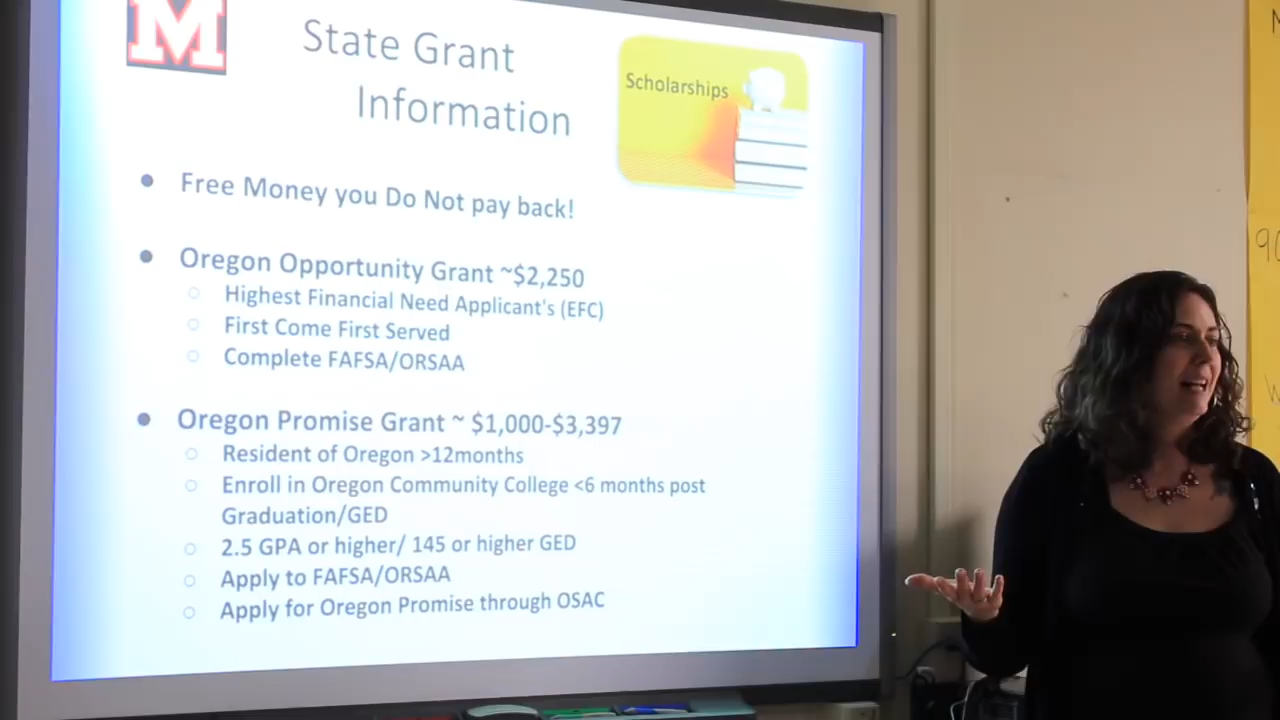 M
State Grant
Information
Scholarships
Free Money you Do Not pay back!
Oregon Opportunity Grant ~$2,250
Highest Financial Need Applicant's (EFC)
First Come First Served
Complete FAFSA/ORSAA
Oregon Promise Grant ~ $1,000-$3,397
Resident of Oregon >12months
Enroll in Oregon Community College <6 months post
Graduation/GED
2.5 GPA or higher/ 145 or higher GED
Apply to FAFSA/ORSAA
Apply for Oregon Promise through OSAC